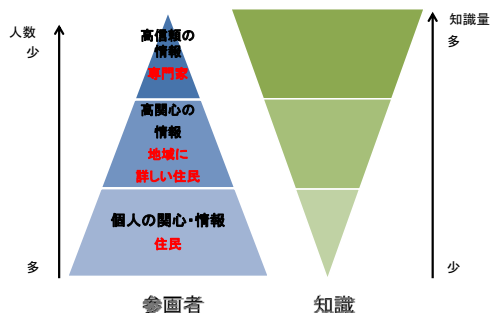 人数
少
高信頼の
情報
専門家
高関心の
情報
地域に
詳しい住民
個人の関心・情報
住民
多
参画者
知識量
多
少
知識